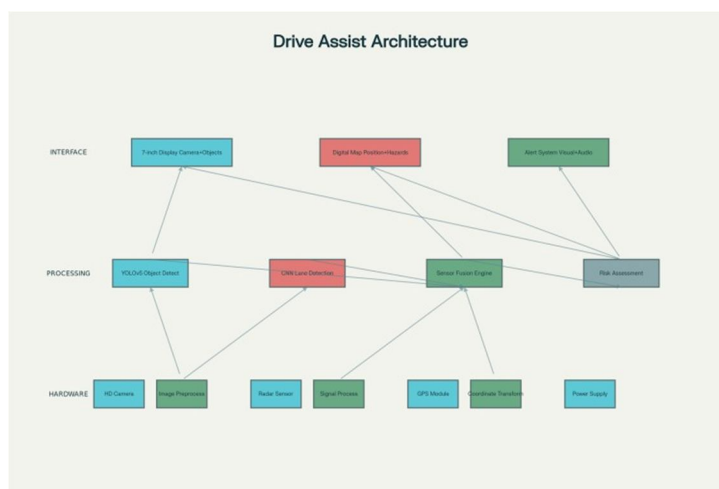 Drive Assist Architecture
INTERFACE
7-inch Display Camera+Objects
Digital Map Position+Hazards
Alert System Visual+Audio
PROCESSING
YOLOv5 Object Detect
CNN Lane Detection
Sensor Fusion Engine
Risk Assessment
HARDWARE
HD Camera
Image Preprocess
Radar Sensor
Signal Process
GPS Module
Coordinate Transform
Power Supply